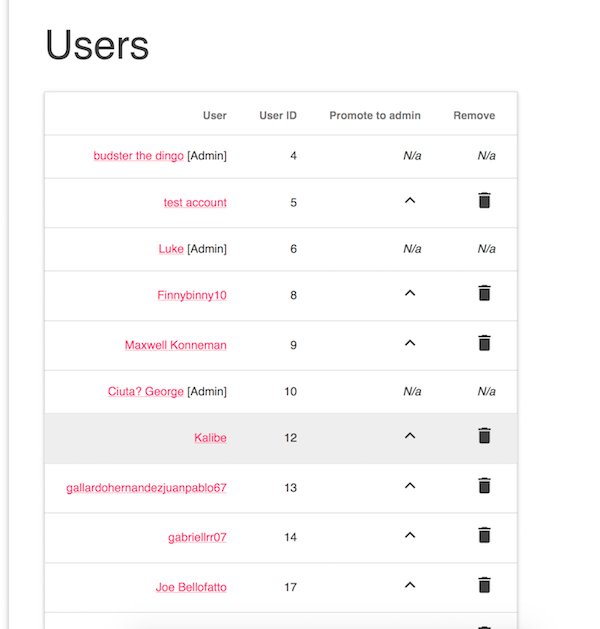 Users
User User ID Promote to admin Remove
budster the dingo [Admin] 4 N/a N/a
test account 5
Luke [Admin] 6 N/a N/a
Finnybinny10 8
Maxwell Konneman 9
Ciuta? George [Admin] 10 N/a N/a
Kalibe 12
gallardohernandezjuanpablo67 13
gabriellrr07 14
Joe Bellofatto 17